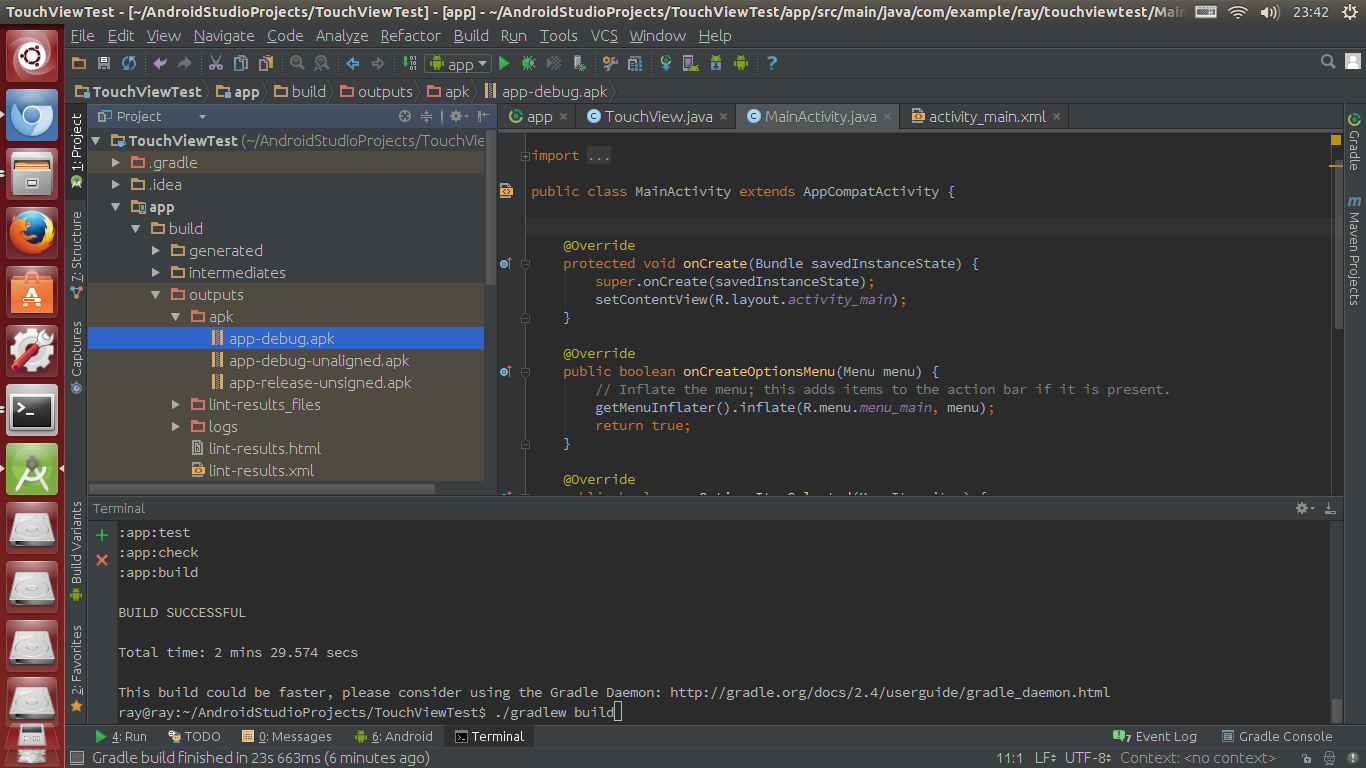 TouchViewTest - [~/AndroidStudioProjects/TouchViewTest] - [app] - ~/AndroidStudioProjects/TouchViewTest/app/src/main/java/com/example/ray/touchviewtest/Main
23:42
File Edit View Navigate Code Analyze Refactor Build Run Tools VCS Window Help
app
TouchViewTest app build outputs apk app-debug.apk
Project
app TouchView.java MainActivity.java activity_main.xml
1: Project
7: Structure
Captures
Build Variants
2: Favorites
TouchViewTest (~/AndroidStudioProjects/TouchVie
.gradle
.idea
app
build
generated
intermediates
outputs
apk
app-debug.apk
app-debug-unaligned.apk
app-release-unsigned.apk
lint-results_files
logs
lint-results.html
lint-results.xml
import ...
public class MainActivity extends AppCompatActivity {
@Override
protected void onCreate(Bundle savedInstanceState) {
super.onCreate(savedInstanceState);
setContentView(R.layout.activity_main);
}
@Override
public boolean onCreateOptionsMenu(Menu menu) {
// Inflate the menu; this adds items to the action bar if it is present.
getMenuInflater().inflate(R.menu.menu_main, menu);
return true;
}
@Override
Gradle
Maven Projects
Terminal
:app:test
:app:check
:app:build
BUILD SUCCESSFUL
Total time: 2 mins 29.574 secs
This build could be faster, please consider using the Gradle Daemon: http://gradle.org/docs/2.4/userguide/gradle_daemon.html
ray@ray:~/AndroidStudioProjects/TouchViewTest$ ./gradlew build
4: Run TODO 0: Messages 6: Android Terminal 7 Event Log Gradle Console
Gradle build finished in 23s 663ms (6 minutes ago) 11:1 LF UTF-8 Context: <no context>